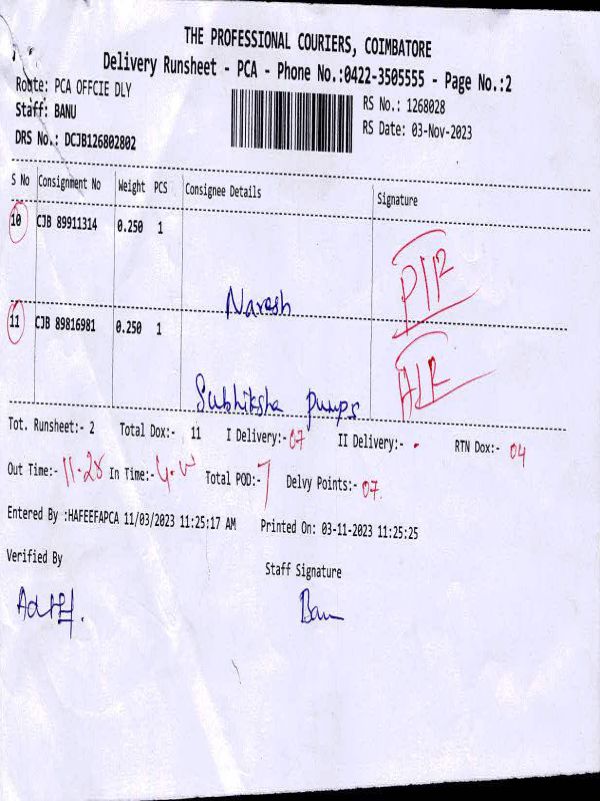 THE PROFESSIONAL COURIERS, COIMBATORE
Delivery Runsheet - PCA - Phone No.:0422-3505555 - Page No.:2
Route: PCA OFFCIE DLY
RS No.: 1268028
Staff: BANU
RS Date: 03-Nov-2023
DRS No.: DCJB126802802
S No Consignment No Weight PCS Consignee Details Signature
10 CJB 89911314 0.250 1
Naresh
11 CJB 89816981 0.250 1
Subhiksha pumps
Tot. Runsheet:- 2 Total Dox:- 11 I Delivery:- 07 II Delivery:- RTN Dox:- 04
Out Time:- 11.28 In Time:- Total POD:- 7 Delvy Points:- 07.
Entered By :HAFEEFAPCA 11/03/2023 11:25:17 AM Printed On: 03-11-2023 11:25:25
Verified By
Staff Signature